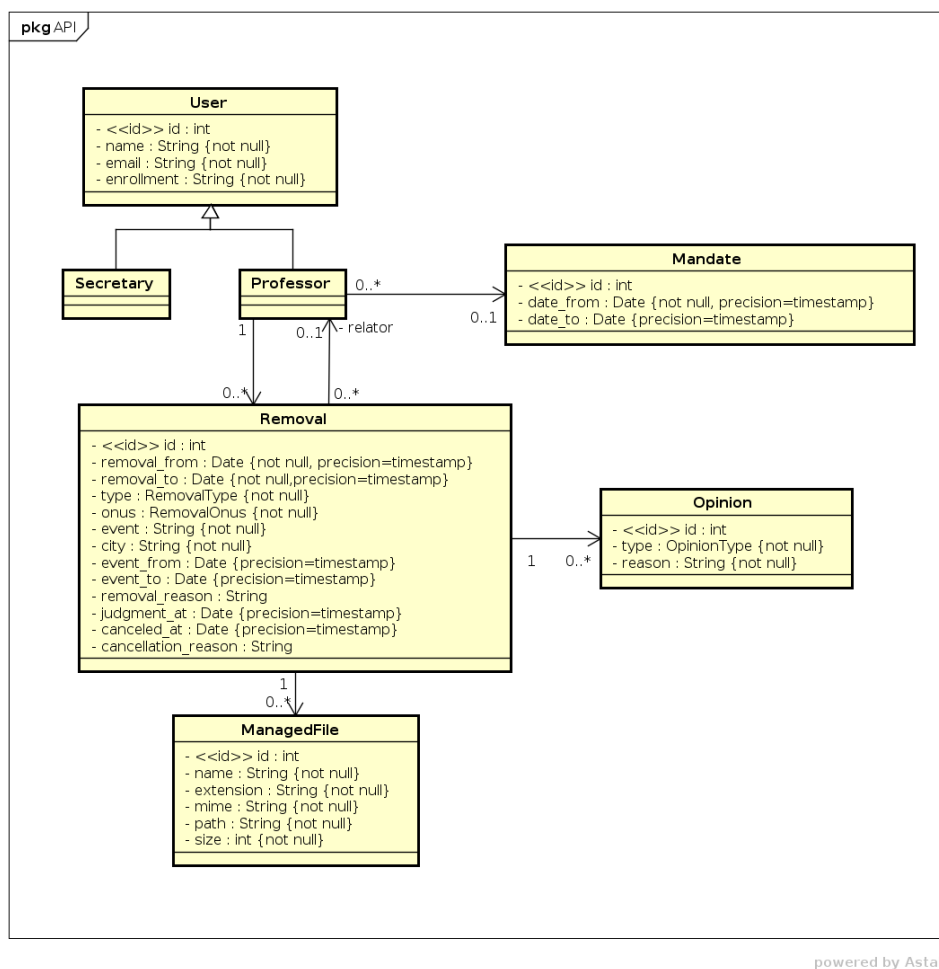 pkg API
User
- <<id>> id : int
- name : String {not null}
- email : String {not null}
- enrollment : String {not null}
Secretary
Professor
0..*
0..1
Mandate
- <<id>> id : int
- date_from : Date {not null, precision=timestamp}
- date_to : Date {precision=timestamp}
1
0..1
- relator
0..*
0..*
Removal
- <<id>> id : int
- removal_from : Date {not null, precision=timestamp}
- removal_to : Date {not null,precision=timestamp}
- type : RemovalType {not null}
- onus : RemovalOnus {not null}
- event : String {not null}
- city : String {not null}
- event_from : Date {precision=timestamp}
- event_to : Date {precision=timestamp}
- removal_reason : String
- judgment_at : Date {precision=timestamp}
- canceled_at : Date {precision=timestamp}
- cancellation_reason : String
1
0..*
Opinion
- <<id>> id : int
- type : OpinionType {not null}
- reason : String {not null}
1
0..*
ManagedFile
- <<id>> id : int
- name : String {not null}
- extension : String {not null}
- mime : String {not null}
- path : String {not null}
- size : int {not null}
powered by Asta